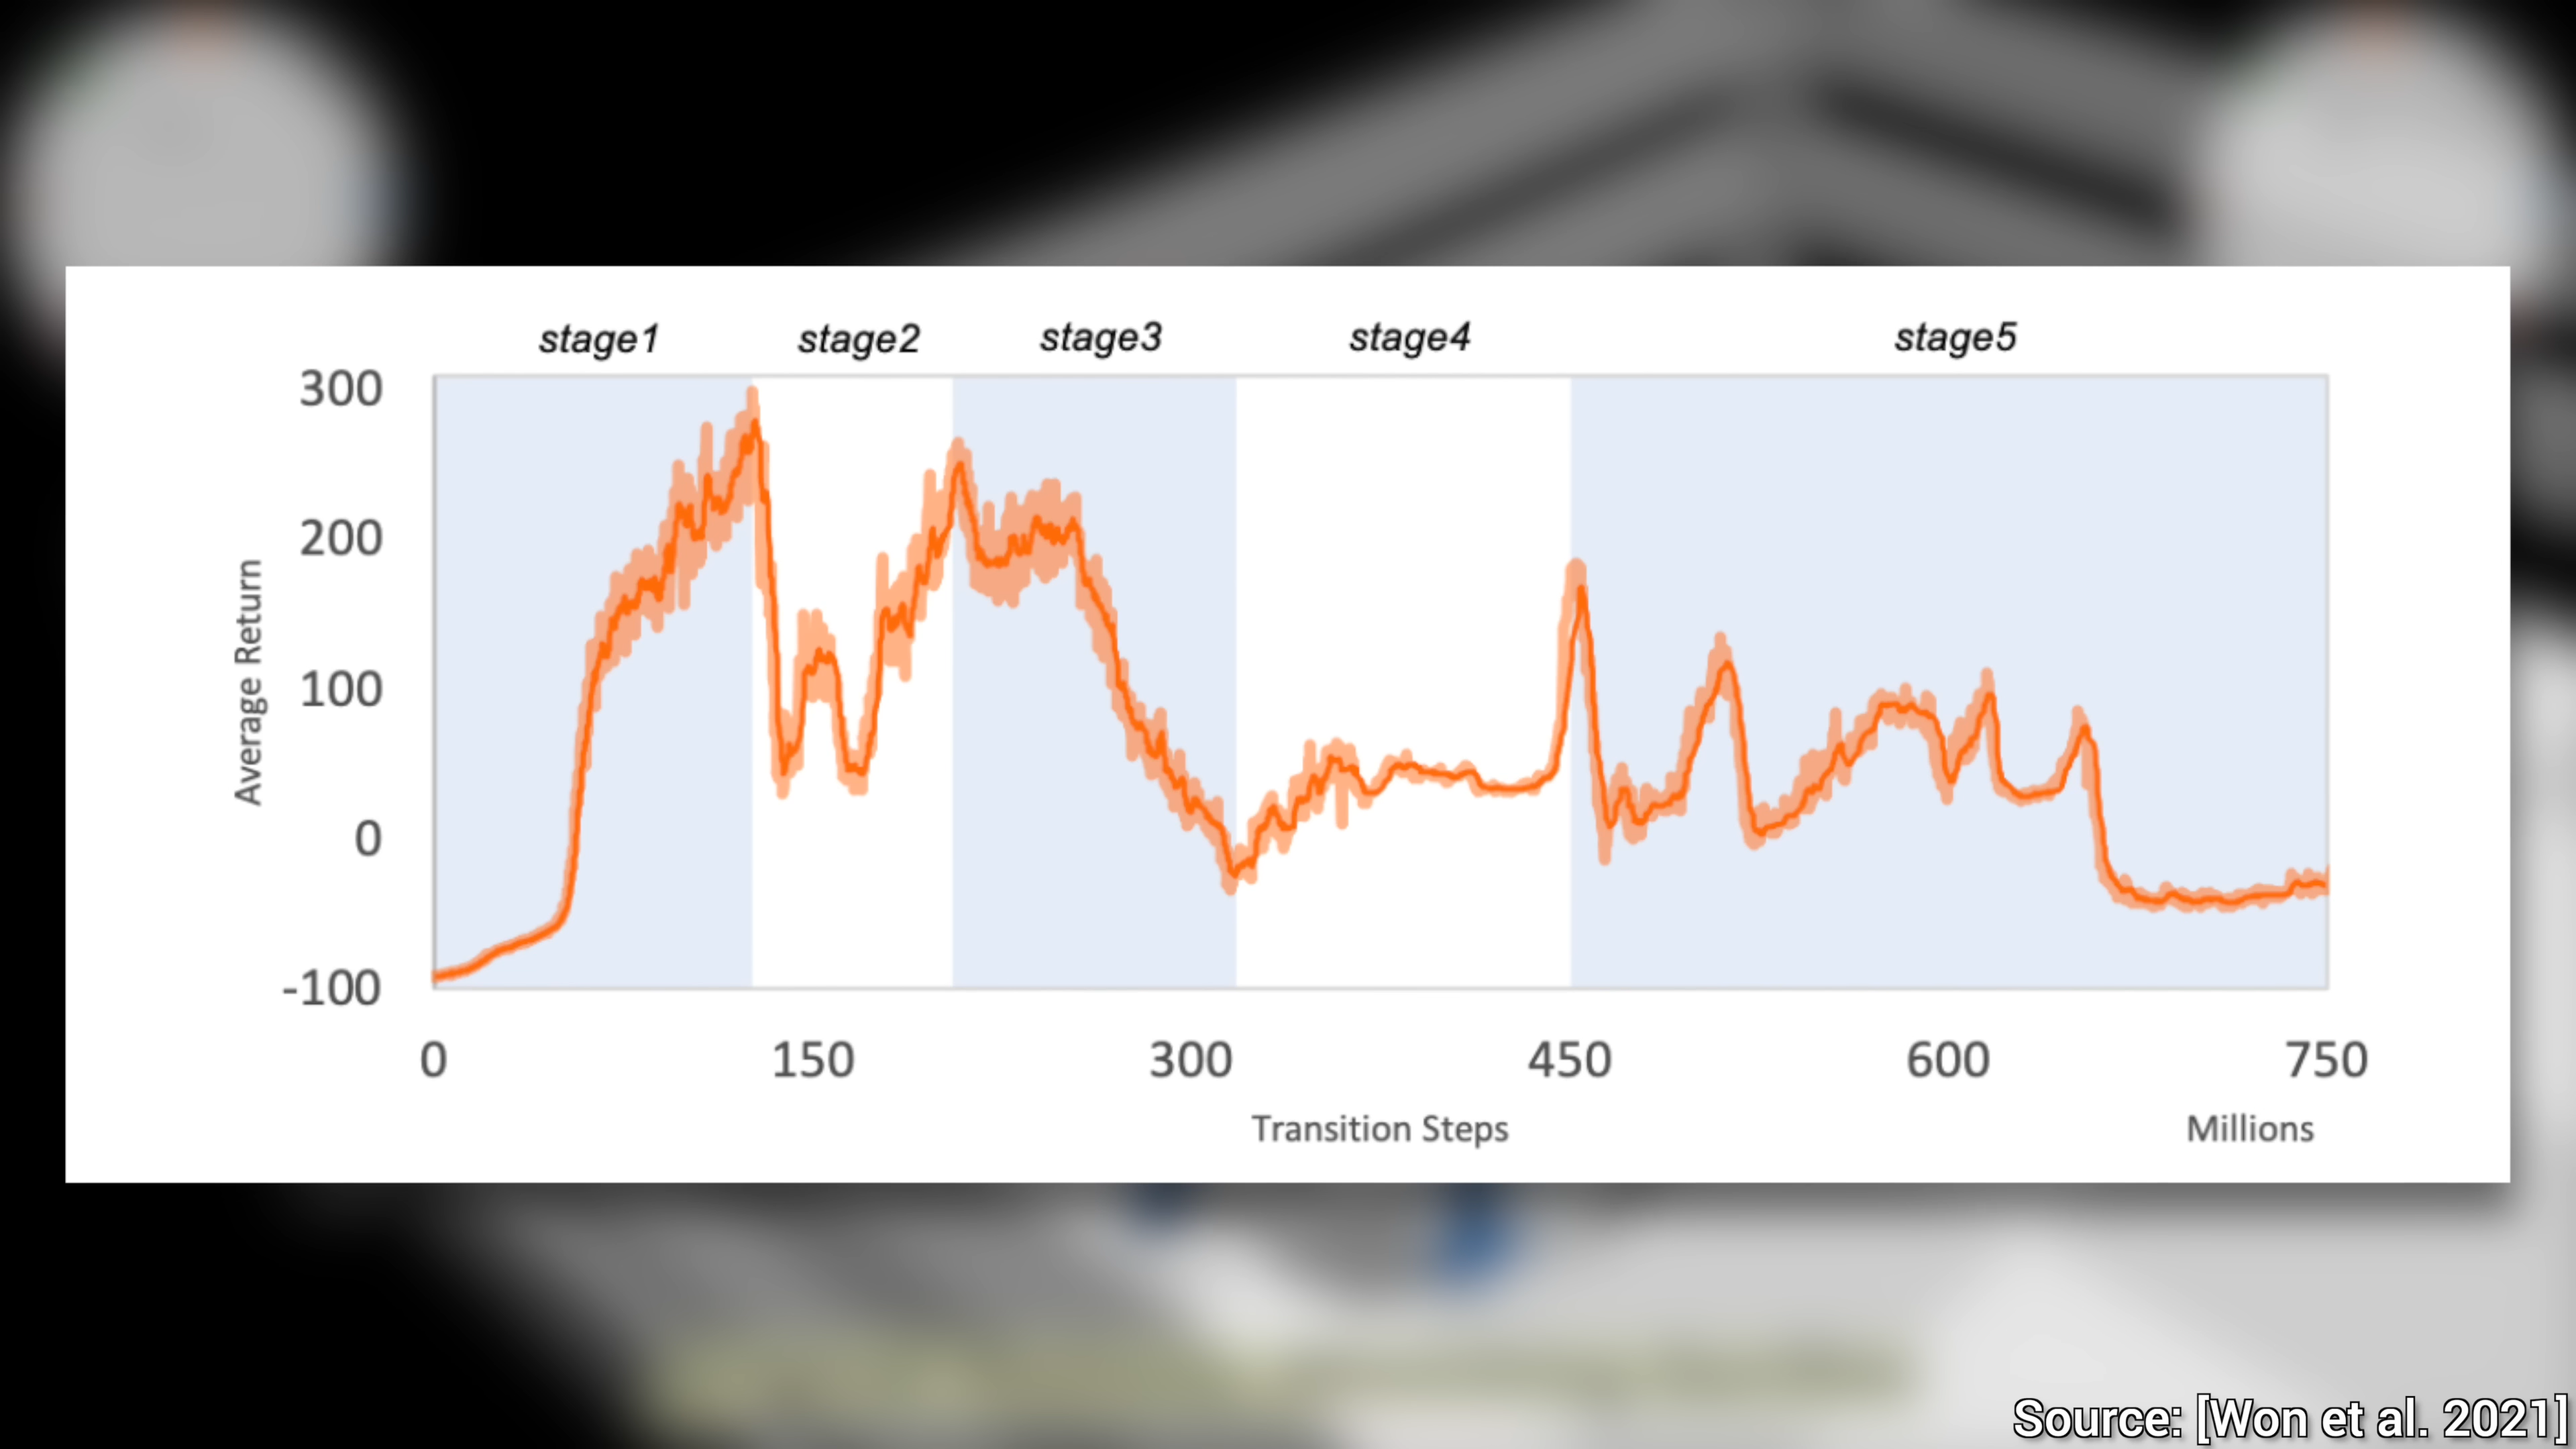 stage1 stage2 stage3 stage4 stage5
300
200
100
0
-100
Average Return
0 150 300 450 600 750
Transition Steps
Millions
Source: [Won et al. 2021]